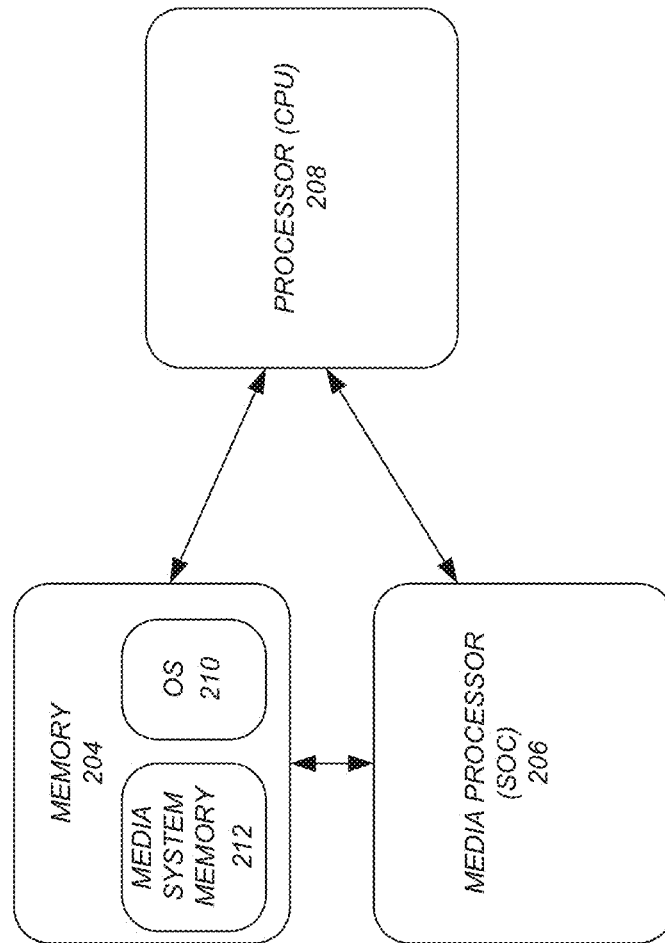 MEMORY
204
MEDIA
SYSTEM
MEMORY
212
OS
210
PROCESSOR (CPU)
208
MEDIA PROCESSOR
(SOC)
206